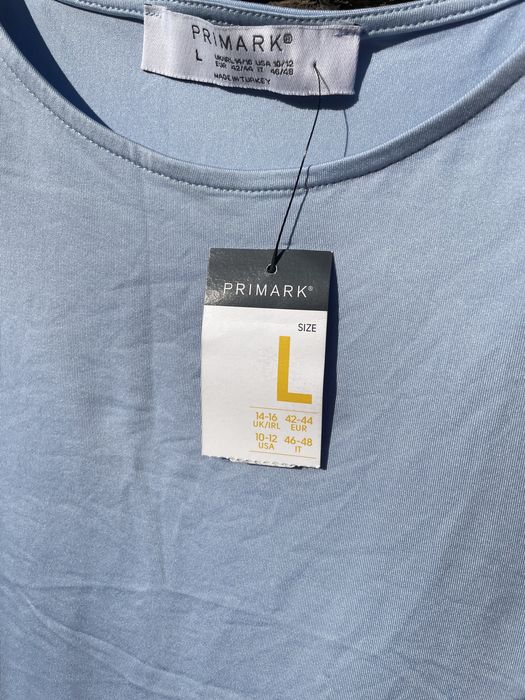 PRIMARK®
L UK/IRL 14/16 USA 10/12
EUR 42/44 IT 46/48
MADE IN TURKEY
PRIMARK®
SIZE
L
14-16 42-44
UK/IRL EUR
10-12 46-48
USA IT